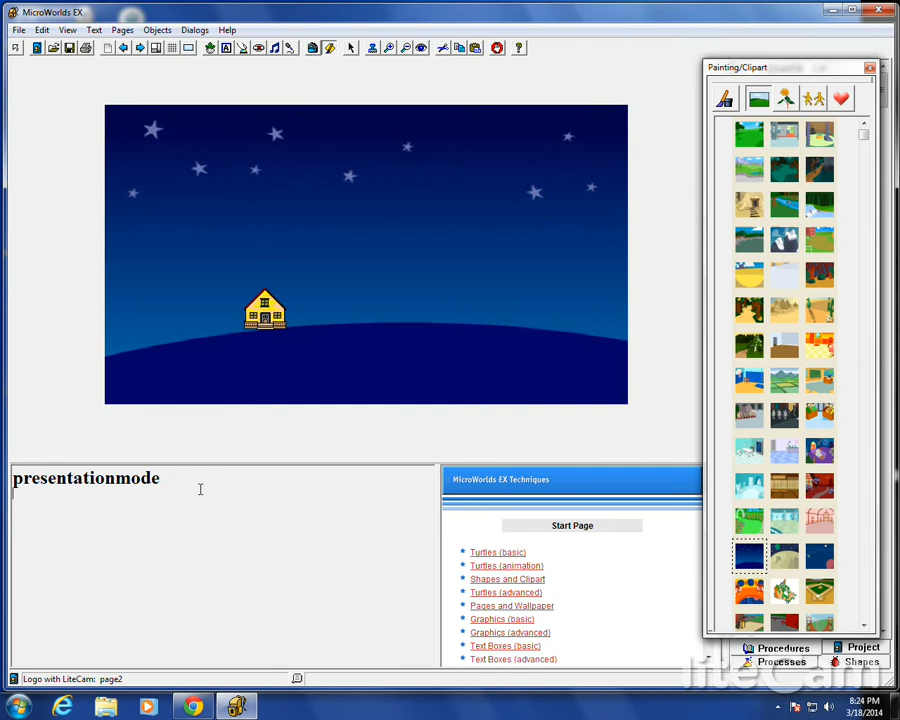 MicroWorlds EX
File Edit View Text Pages Objects Dialogs Help
Painting/Clipart
presentationmode
MicroWorlds EX Techniques
Start Page
Turtles (basic)
Turtles (animation)
Shapes and Clipart
Turtles (advanced)
Pages and Wallpaper
Graphics (basic)
Graphics (advanced)
Text Boxes (basic)
Text Boxes (advanced)
Procedures Project
Processes Shapes
liteCam
Logo with LiteCam: page2
8:24 PM
3/18/2014